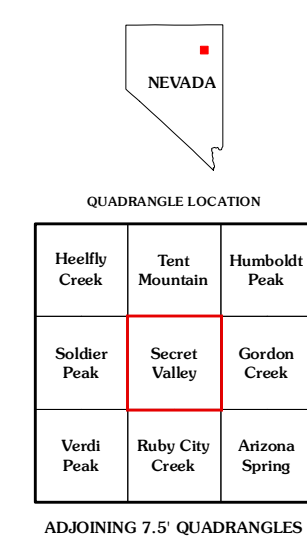 NEVADA
QUADRANGLE LOCATION
Heelfly
Creek
Tent
Mountain
Humboldt
Peak
Soldier
Peak
Secret
Valley
Gordon
Creek
Verdi
Peak
Ruby City
Creek
Arizona
Spring
ADJOINING 7.5' QUADRANGLES